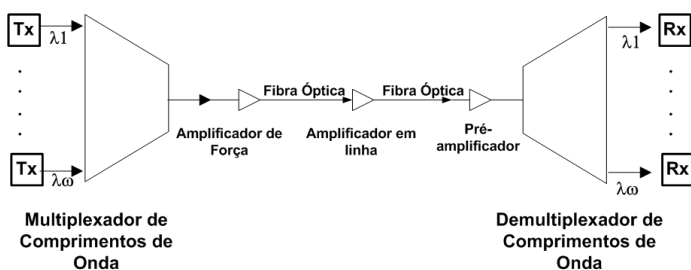 Tx
λ1
Fibra Óptica
Fibra Óptica
λ1
Rx
Amplificador de
Força
Amplificador em
linha
Pré-
amplificador
Tx
λω
λω
Rx
Multiplexador de
Comprimentos de
Onda
Demultiplexador de
Comprimentos de
Onda